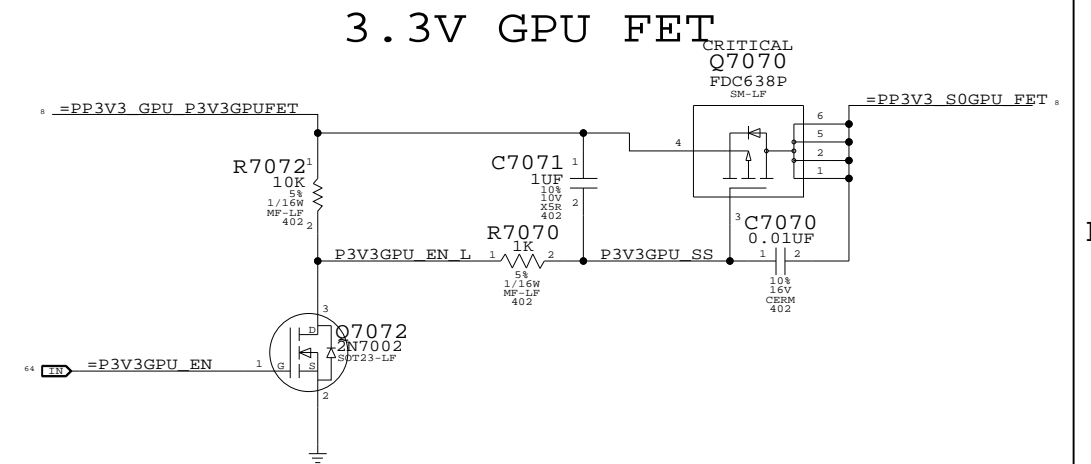 3.3V GPU FET
CRITICAL
Q7070
FDC638P
SM-LF
8 =PP3V3_GPU_P3V3GPUFET
=PP3V3_S0GPU_FET 8
6
5
4
2
1
R7072 1
10K
5%
1/16W
MF-LF
402 2
C7071 1
1UF
10%
10V
X5R
402
2
3
C7070
0.01UF
R7070
1K
P3V3GPU_EN_L 1 2 P3V3GPU_SS 1 2
5%
1/16W
MF-LF
402
10%
16V
CERM
402
3
D
Q7072
2N7002
SOT23-LF
64 IN =P3V3GPU_EN 1 G S
2